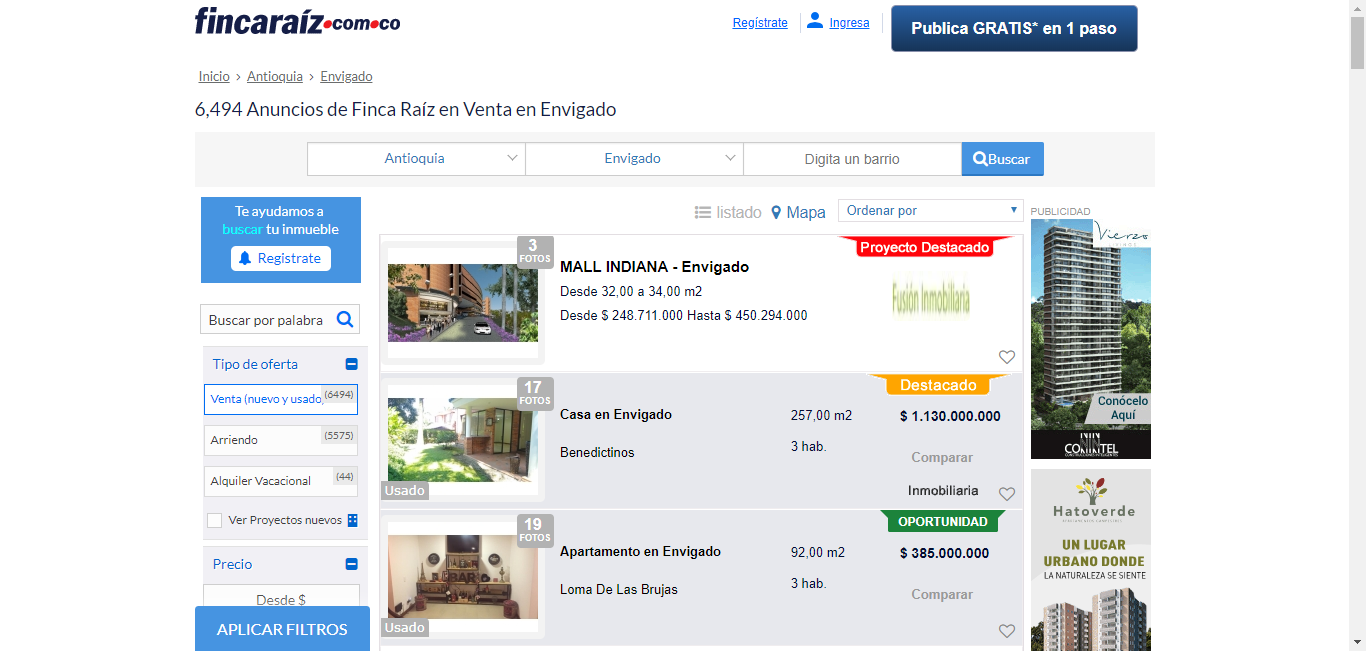 fincaraíz.com.co
Regístrate
Ingresa
Publica GRATIS* en 1 paso
Inicio > Antioquia > Envigado
6,494 Anuncios de Finca Raíz en Venta en Envigado
Antioquia
Envigado
Digita un barrio
Buscar
Te ayudamos a
buscar tu inmueble
Registrate
listado
Mapa
Ordenar por
PUBLICIDAD
Buscar por palabra
Tipo de oferta
Venta (nuevo y usado)
(6494)
Arriendo
(5575)
Alquiler Vacacional
(44)
Ver Proyectos nuevos
Precio
Desde $
APLICAR FILTROS
3
FOTOS
MALL INDIANA - Envigado
Desde 32,00 a 34,00 m2
Desde $ 248.711.000 Hasta $ 450.294.000
Proyecto Destacado
Fusión Inmobiliaria
17
FOTOS
Usado
Casa en Envigado
Benedictinos
257,00 m2
3 hab.
Destacado
$ 1.130.000.000
Comparar
Inmobiliaria
19
FOTOS
BAR
Usado
Apartamento en Envigado
Loma De Las Brujas
92,00 m2
3 hab.
OPORTUNIDAD
$ 385.000.000
Comparar
Vierzo
Conócelo
Aquí
CONINTEL
Hatoverde
UN LUGAR
URBANO DONDE
LA NATURALEZA SE SIENTE